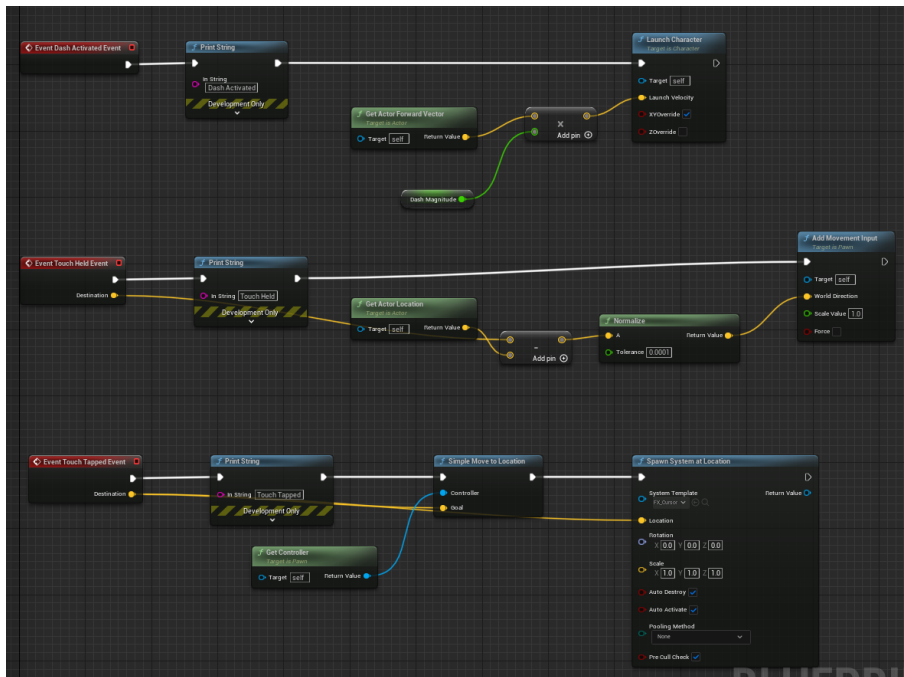 Event Dash Activated Event
Print String
In String
Dash Activated
Development Only
Launch Character
Target is Character
Target self
Launch Velocity
XYOverride
ZOverride
Get Actor Forward Vector
Target is Actor
Target self Return Value
x
Add pin
Dash Magnitude
Event Touch Held Event
Destination
Print String
In String Touch Held
Development Only
Get Actor Location
Target is Actor
Target self Return Value
-
Add pin
Normalize
A Return Value
Tolerance 0.0001
Add Movement Input
Target is Pawn
Target self
World Direction
Scale Value 1.0
Force
Event Touch Tapped Event
Destination
Print String
In String Touch Tapped
Development Only
Get Controller
Target is Pawn
Target self Return Value
Simple Move to Location
Controller
Goal
Spawn System at Location
System Template Return Value
FX_Cursor
Location
Rotation
X 0.0 Y 0.0 Z 0.0
Scale
X 1.0 Y 1.0 Z 1.0
Auto Destroy
Auto Activate
Pooling Method
None
Pre Cull Check